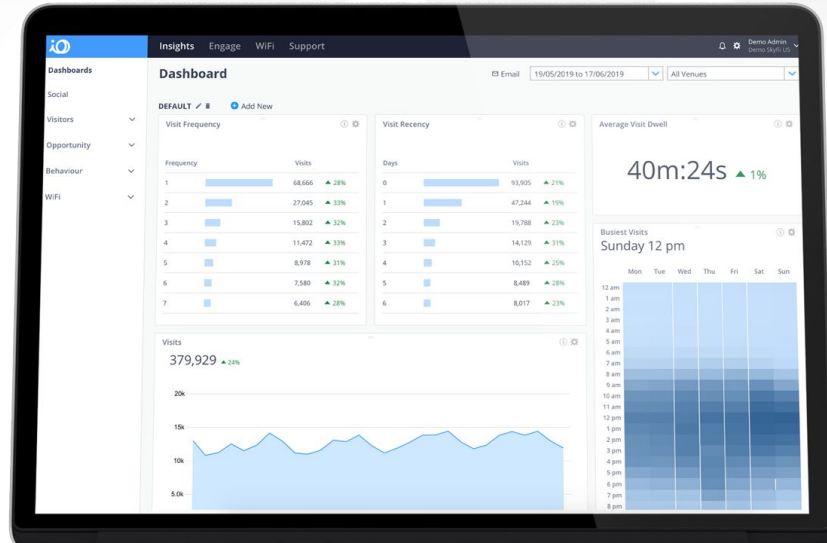 iO
Insights Engage WiFi Support
Demo Admin
Demo Skyfii US
Dashboards
Social
Visitors
Opportunity
Behaviour
WiFi
Dashboard
Email 19/05/2019 to 17/06/2019 All Venues
DEFAULT Add New
Visit Frequency
Frequency Visits
1 68,666 28%
2 27,045 33%
3 15,802 32%
4 11,472 33%
5 8,978 31%
6 7,580 32%
7 6,406 28%
Visit Recency
Days Visits
0 93,905 21%
1 47,244 19%
2 19,788 23%
3 14,129 31%
4 10,152 25%
5 8,489 28%
6 8,017 23%
Average Visit Dwell
40m:24s 1%
Busiest Visits
Sunday 12 pm
Mon Tue Wed Thu Fri Sat Sun
12 am
1 am
2 am
3 am
4 am
5 am
6 am
7 am
8 am
9 am
10 am
11 am
12 pm
1 pm
2 pm
3 pm
4 pm
5 pm
6 pm
7 pm
8 pm
Visits
379,929 24%
20k
15k
10k
5.0k